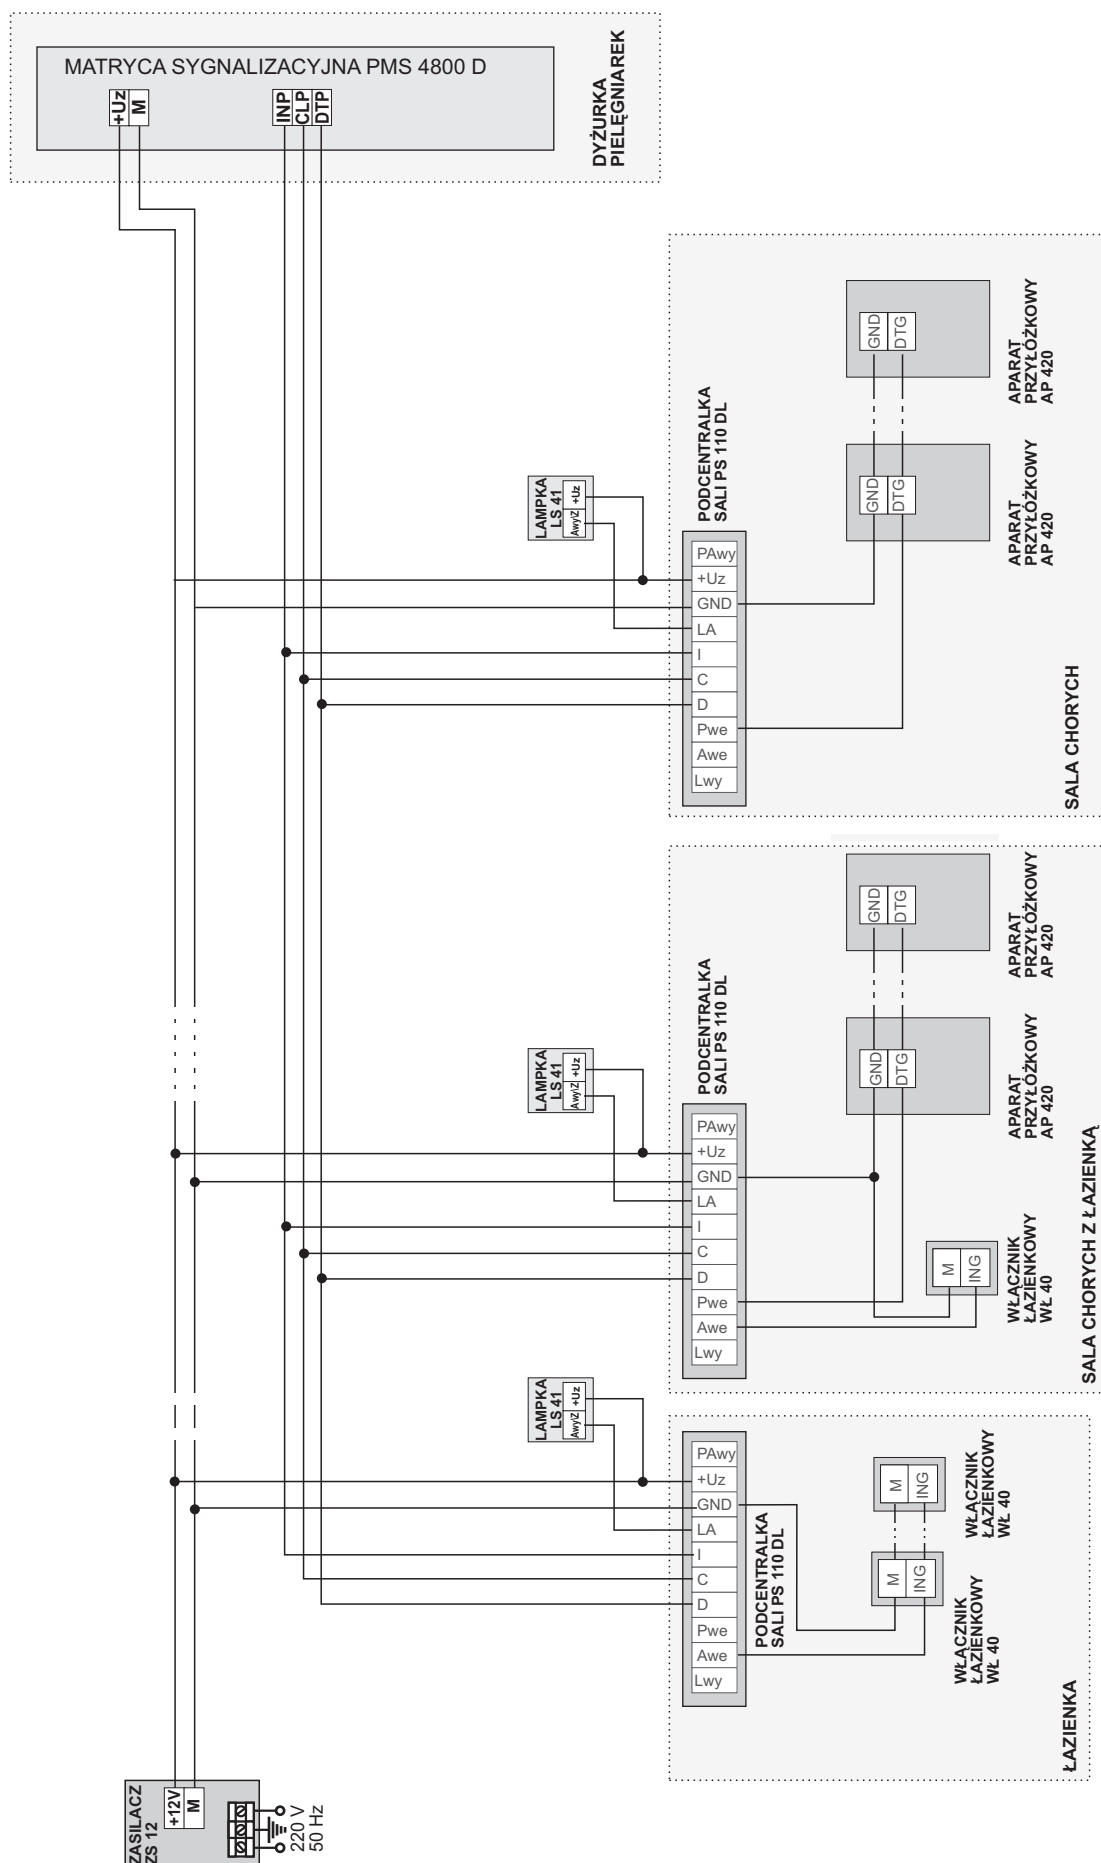 MATRYCA SYGNALIZACYJNA PMS 4800 D
+Uz
M
INP
CLP
DTP
DYŻURKA
PIELĘGNIAREK
LAMPKA
LS 41
AwyIZ
+Uz
PODCENTRALKA
SALI PS 110 DL
PAwy
+Uz
GND
LA
I
C
D
Pwe
Awe
Lwy
GND
DTG
APARAT
PRZYŁÓŻKOWY
AP 420
GND
DTG
APARAT
PRZYŁÓŻKOWY
AP 420
SALA CHORYCH
LAMPKA
LS 41
AwyIZ
+Uz
PODCENTRALKA
SALI PS 110 DL
PAwy
+Uz
GND
LA
I
C
D
Pwe
Awe
Lwy
GND
DTG
APARAT
PRZYŁÓŻKOWY
AP 420
GND
DTG
APARAT
PRZYŁÓŻKOWY
AP 420
M
ING
WŁĄCZNIK
ŁAZIENKOWY
WŁ 40
SALA CHORYCH Z ŁAZIENKĄ
LAMPKA
LS 41
AwyIZ
+Uz
PAwy
+Uz
GND
LA
I
C
D
Pwe
Awe
Lwy
PODCENTRALKA
SALI PS 110 DL
M
ING
WŁĄCZNIK
ŁAZIENKOWY
WŁ 40
M
ING
WŁĄCZNIK
ŁAZIENKOWY
WŁ 40
ŁAZIENKA
ZASILACZ
ZS 12
+12V
M
220 V
50 Hz